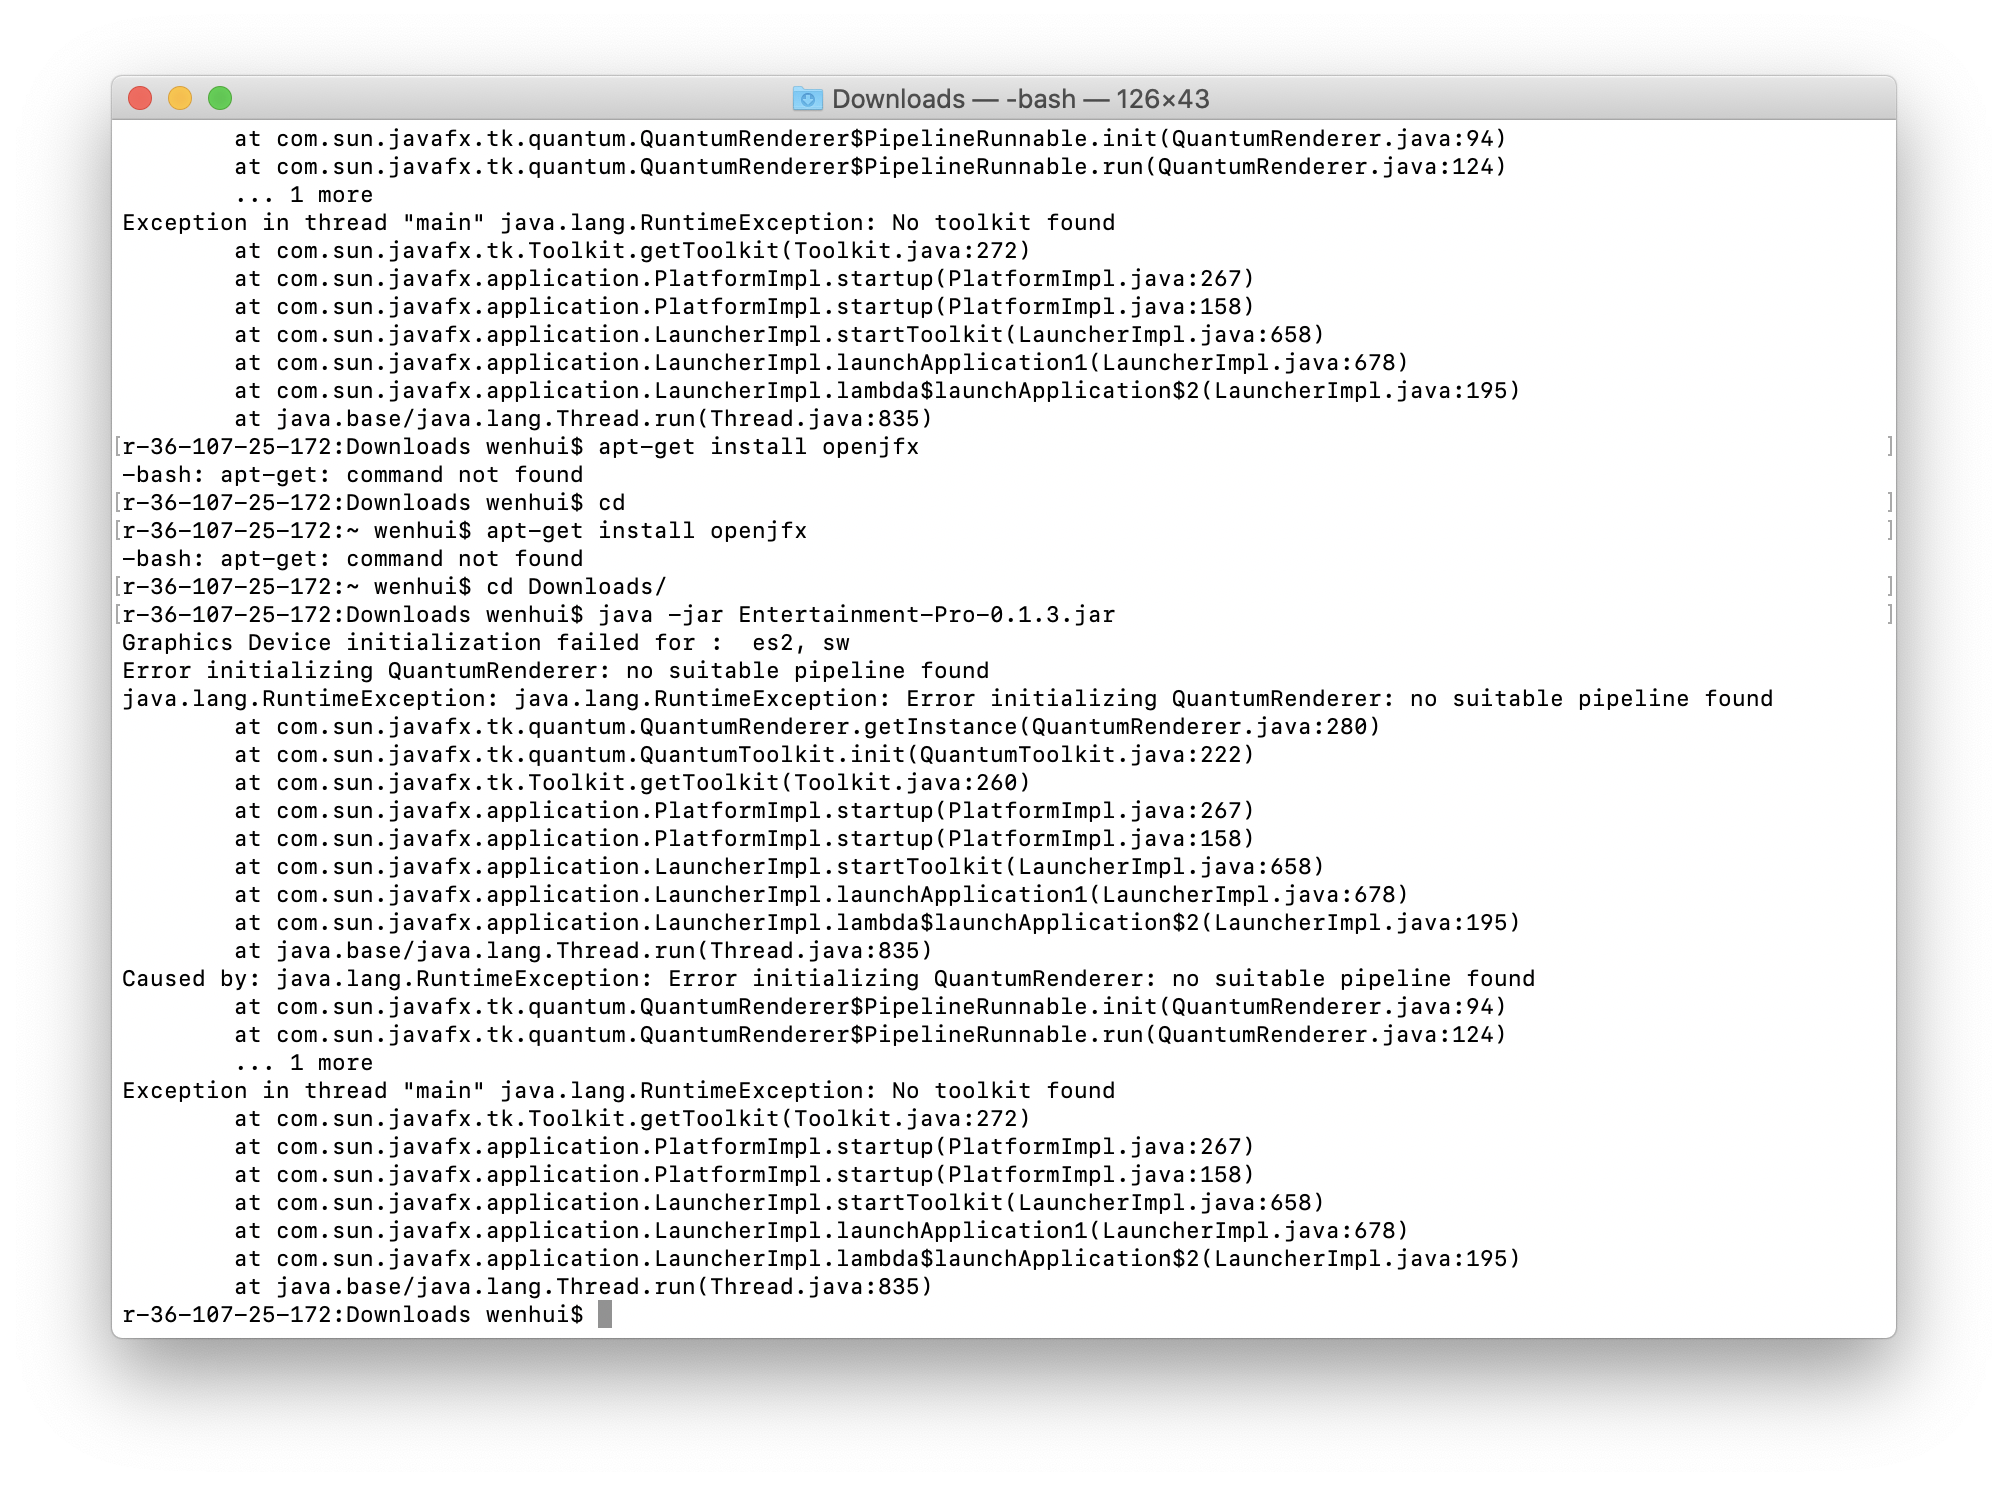 Downloads — -bash — 126×43
at com.sun.javafx.tk.quantum.QuantumRenderer$PipelineRunnable.init(QuantumRenderer.java:94)
at com.sun.javafx.tk.quantum.QuantumRenderer$PipelineRunnable.run(QuantumRenderer.java:124)
... 1 more
Exception in thread "main" java.lang.RuntimeException: No toolkit found
at com.sun.javafx.tk.Toolkit.getToolkit(Toolkit.java:272)
at com.sun.javafx.application.PlatformImpl.startup(PlatformImpl.java:267)
at com.sun.javafx.application.PlatformImpl.startup(PlatformImpl.java:158)
at com.sun.javafx.application.LauncherImpl.startToolkit(LauncherImpl.java:658)
at com.sun.javafx.application.LauncherImpl.launchApplication1(LauncherImpl.java:678)
at com.sun.javafx.application.LauncherImpl.lambda$launchApplication$2(LauncherImpl.java:195)
at java.base/java.lang.Thread.run(Thread.java:835)
[r-36-107-25-172:Downloads wenhui$ apt-get install openjfx ]
-bash: apt-get: command not found
[r-36-107-25-172:Downloads wenhui$ cd ]
[r-36-107-25-172:~ wenhui$ apt-get install openjfx ]
-bash: apt-get: command not found
[r-36-107-25-172:~ wenhui$ cd Downloads/ ]
[r-36-107-25-172:Downloads wenhui$ java -jar Entertainment-Pro-0.1.3.jar ]
Graphics Device initialization failed for :  es2, sw
Error initializing QuantumRenderer: no suitable pipeline found
java.lang.RuntimeException: java.lang.RuntimeException: Error initializing QuantumRenderer: no suitable pipeline found
at com.sun.javafx.tk.quantum.QuantumRenderer.getInstance(QuantumRenderer.java:280)
at com.sun.javafx.tk.quantum.QuantumToolkit.init(QuantumToolkit.java:222)
at com.sun.javafx.tk.Toolkit.getToolkit(Toolkit.java:260)
at com.sun.javafx.application.PlatformImpl.startup(PlatformImpl.java:267)
at com.sun.javafx.application.PlatformImpl.startup(PlatformImpl.java:158)
at com.sun.javafx.application.LauncherImpl.startToolkit(LauncherImpl.java:658)
at com.sun.javafx.application.LauncherImpl.launchApplication1(LauncherImpl.java:678)
at com.sun.javafx.application.LauncherImpl.lambda$launchApplication$2(LauncherImpl.java:195)
at java.base/java.lang.Thread.run(Thread.java:835)
Caused by: java.lang.RuntimeException: Error initializing QuantumRenderer: no suitable pipeline found
at com.sun.javafx.tk.quantum.QuantumRenderer$PipelineRunnable.init(QuantumRenderer.java:94)
at com.sun.javafx.tk.quantum.QuantumRenderer$PipelineRunnable.run(QuantumRenderer.java:124)
... 1 more
Exception in thread "main" java.lang.RuntimeException: No toolkit found
at com.sun.javafx.tk.Toolkit.getToolkit(Toolkit.java:272)
at com.sun.javafx.application.PlatformImpl.startup(PlatformImpl.java:267)
at com.sun.javafx.application.PlatformImpl.startup(PlatformImpl.java:158)
at com.sun.javafx.application.LauncherImpl.startToolkit(LauncherImpl.java:658)
at com.sun.javafx.application.LauncherImpl.launchApplication1(LauncherImpl.java:678)
at com.sun.javafx.application.LauncherImpl.lambda$launchApplication$2(LauncherImpl.java:195)
at java.base/java.lang.Thread.run(Thread.java:835)
r-36-107-25-172:Downloads wenhui$